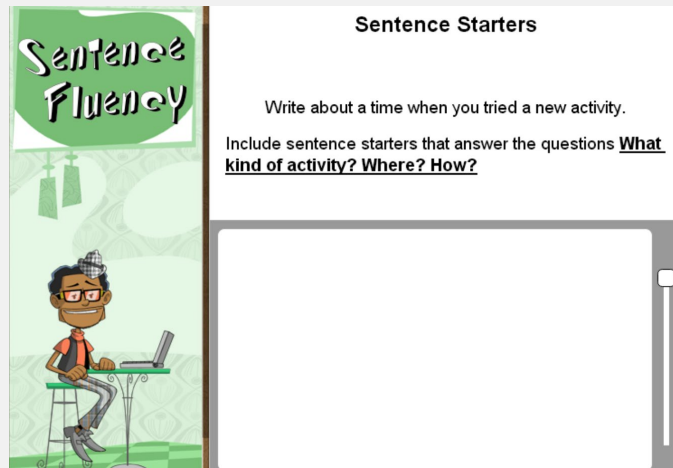 Sentence
Fluency
Sentence Starters
Write about a time when you tried a new activity.
Include sentence starters that answer the questions What
kind of activity? Where? How?